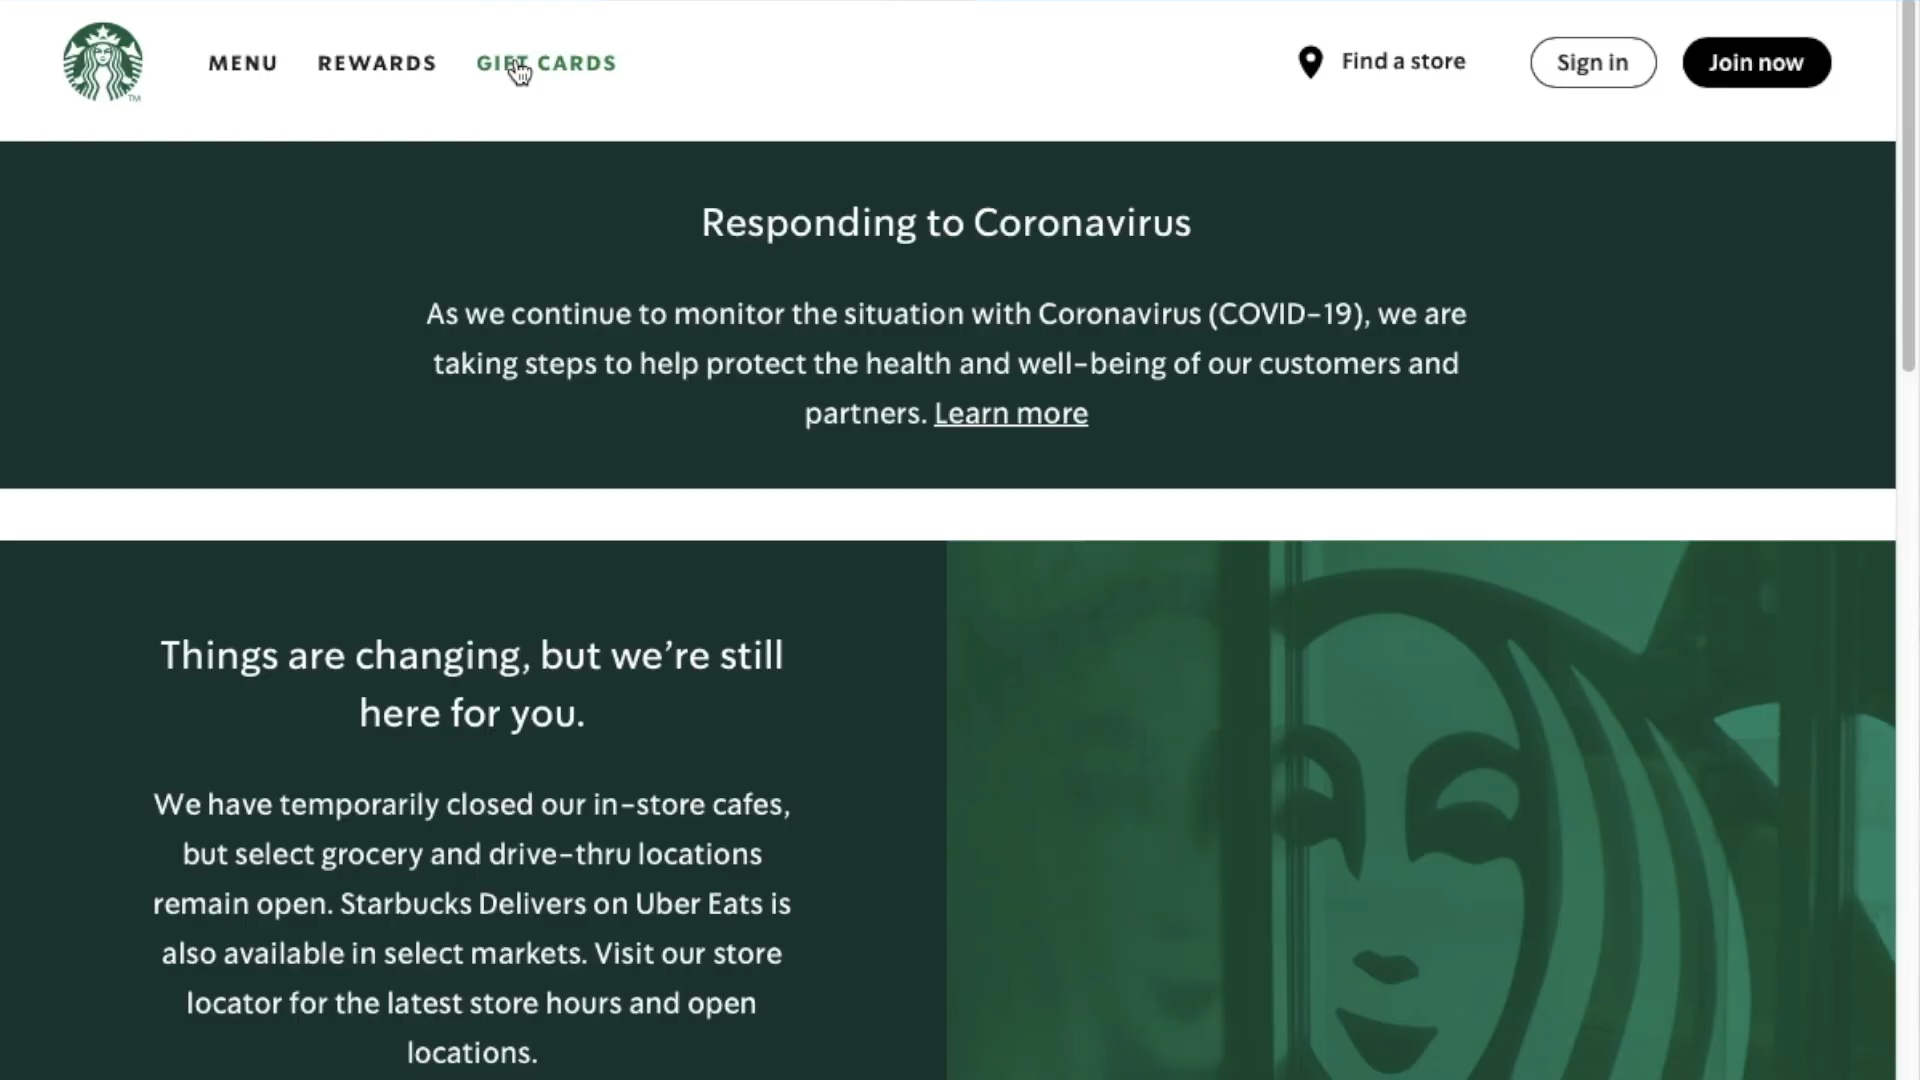 MENU REWARDS GIFT CARDS Find a store Sign in Join now
TM
Responding to Coronavirus
As we continue to monitor the situation with Coronavirus (COVID-19), we are
taking steps to help protect the health and well-being of our customers and
partners. Learn more
Things are changing, but we're still
here for you.
We have temporarily closed our in-store cafes,
but select grocery and drive-thru locations
remain open. Starbucks Delivers on Uber Eats is
also available in select markets. Visit our store
locator for the latest store hours and open
locations.